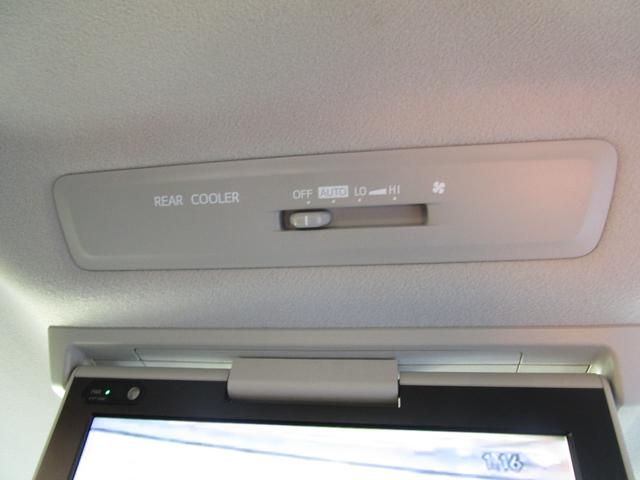 REAR COOLER OFF AUTO LO HI
1:16